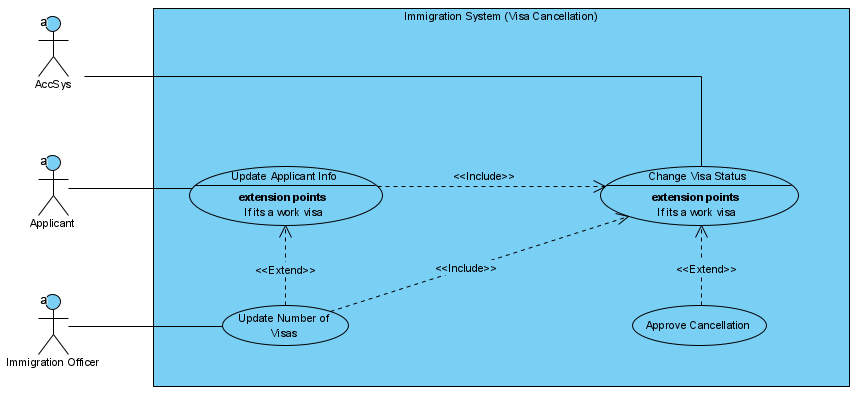 Immigration System (Visa Cancellation)
a
AccSys
a
Applicant
Update Applicant Info
extension points
If its a work visa
<<Include>>
Change Visa Status
extension points
If its a work visa
<<Extend>>
<<Include>>
<<Extend>>
a
Immigration Officer
Update Number of
Visas
Approve Cancellation